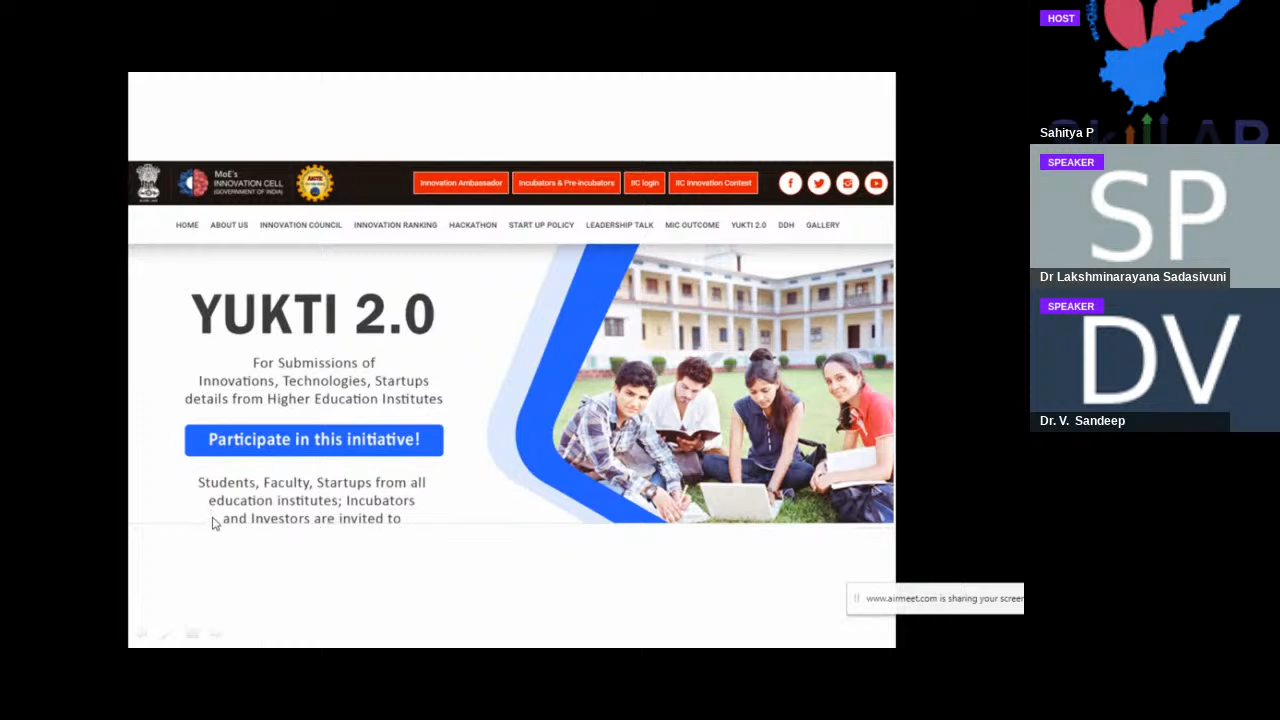 MoE's
INNOVATION CELL
(GOVERNMENT OF INDIA)
Innovation Ambassador
Incubators & Pre-incubators
IIC login
IIC Innovation Contest
HOME ABOUT US INNOVATION COUNCIL INNOVATION RANKING HACKATHON START UP POLICY LEADERSHIP TALK MIC OUTCOME YUKTI 2.0 DDH GALLERY
YUKTI 2.0
For Submissions of
Innovations, Technologies, Startups
details from Higher Education Institutes
Participate in this initiative!
Students, Faculty, Startups from all
education institutes; Incubators
and Investors are invited to
www.airmeet.com is sharing your screen
HOST
Sahitya P
SPEAKER
SP
Dr Lakshminarayana Sadasivuni
SPEAKER
DV
Dr. V. Sandeep